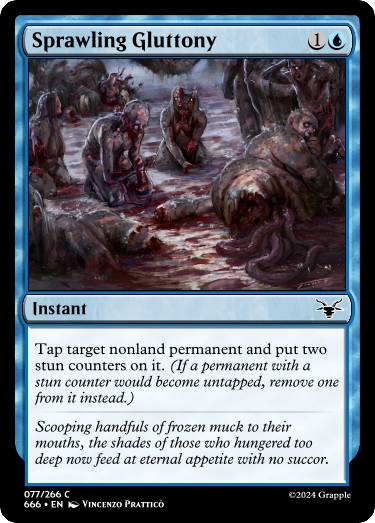 Sprawling Gluttony 1
Instant
Tap target nonland permanent and put two
stun counters on it. (If a permanent with a
stun counter would become untapped, remove one
from it instead.)
Scooping handfuls of frozen muck to their
mouths, the shades of those who hungered too
deep now feed at eternal appetite with no succor.
077/266 C
666 • EN Vincenzo Pratticò
©2024 Grapple